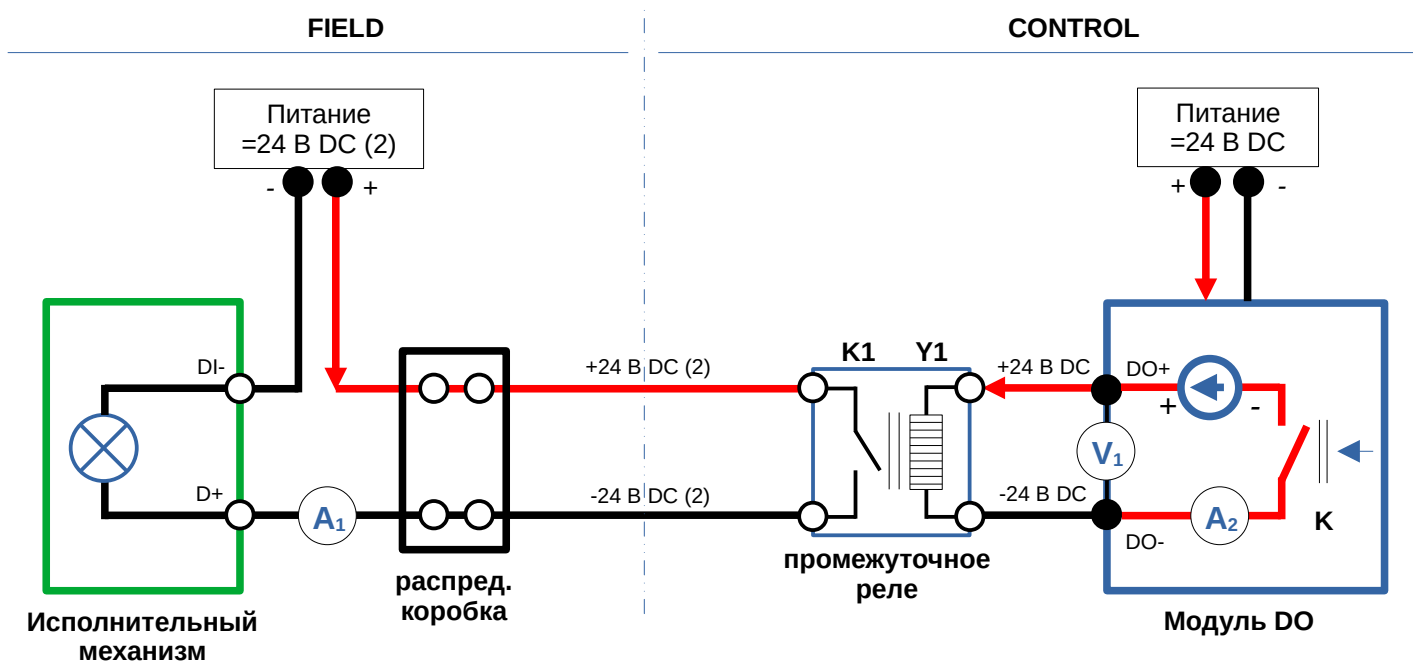 FIELD
CONTROL
Питание
=24 В DC (2)
Питание
=24 В DC
-
+
+
-
K1
Y1
DI-
+24 В DC (2)
+24 В DC
DO+
+
-
V1
D+
A1
-24 В DC (2)
-24 В DC
A2
K
DO-
промежуточное
реле
распред.
коробка
Исполнительный
механизм
Модуль DO